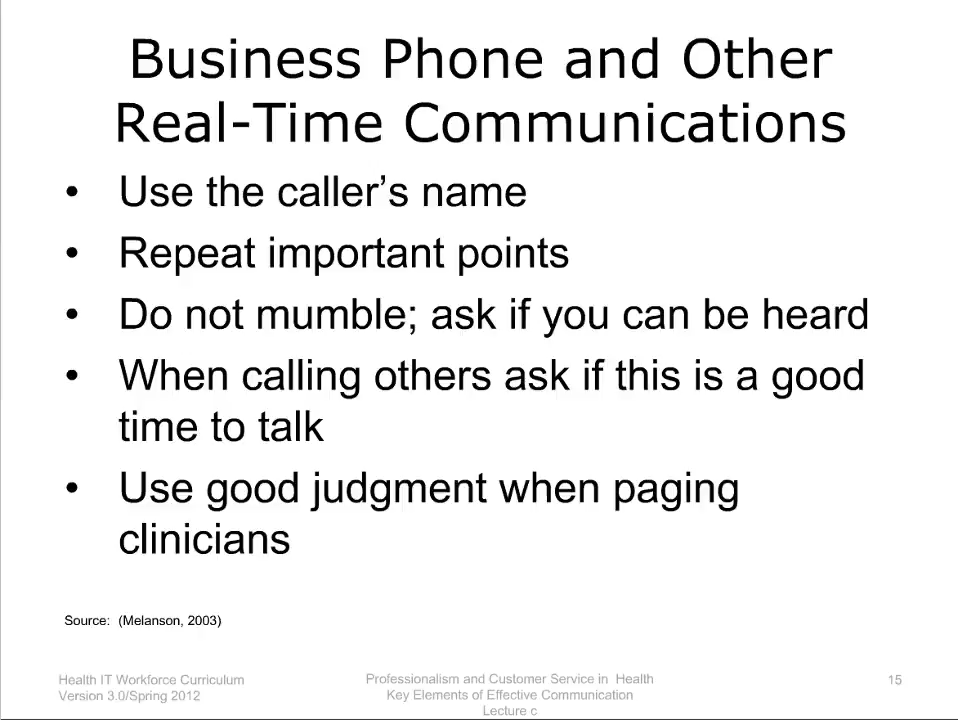 Business Phone and Other
Real-Time Communications
• Use the caller's name
• Repeat important points
• Do not mumble; ask if you can be heard
• When calling others ask if this is a good
time to talk
• Use good judgment when paging
clinicians
Source: (Melanson, 2003)
Health IT Workforce Curriculum
Version 3.0/Spring 2012
Professionalism and Customer Service in Health
Key Elements of Effective Communication
Lecture c
15